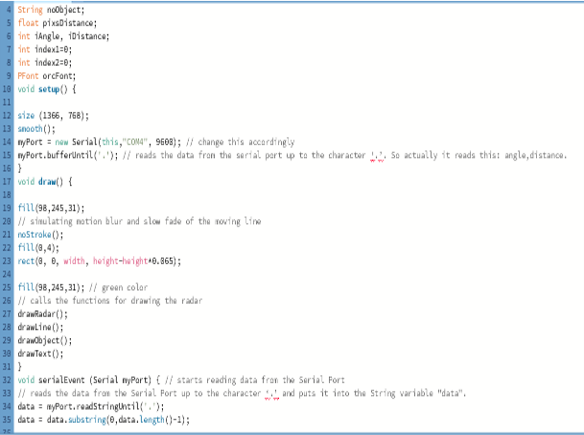 4 String noObject;
5 float pixsDistance;
6 int iAngle, iDistance;
7 int index1=0;
8 int index2=0;
9 PFont orcFont;
10 void setup() {
11
12 size (1366, 768);
13 smooth();
14 myPort = new Serial(this,"COM4", 9600); // change this accordingly
15 myPort.bufferUntil('.'); // reads the data from the serial port up to the character '.'. So actually it reads this: angle,distance.
16 }
17 void draw() {
18
19 fill(98,245,31);
20 // simulating motion blur and slow fade of the moving line
21 noStroke();
22 fill(0,4);
23 rect(0, 0, width, height-height*0.065);
24
25 fill(98,245,31); // green color
26 // calls the functions for drawing the radar
27 drawRadar();
28 drawLine();
29 drawObject();
30 drawText();
31 }
32 void serialEvent (Serial myPort) { // starts reading data from the Serial Port
33 // reads the data from the Serial Port up to the character '.' and puts it into the String variable "data".
34 data = myPort.readStringUntil('.');
35 data = data.substring(0,data.length()-1);